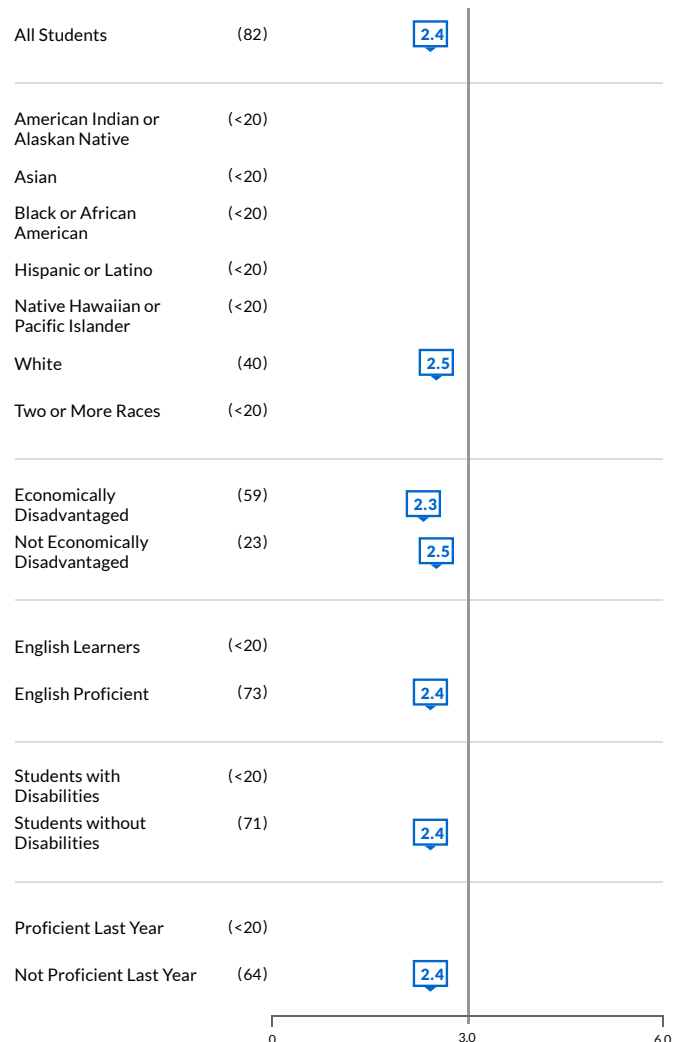 All Students (82) 2.4
American Indian or (<20)
Alaskan Native
Asian (<20)
Black or African (<20)
American
Hispanic or Latino (<20)
Native Hawaiian or (<20)
Pacific Islander
White (40) 2.5
Two or More Races (<20)
Economically (59) 2.3
Disadvantaged
Not Economically (23) 2.5
Disadvantaged
English Learners (<20)
English Proficient (73) 2.4
Students with (<20)
Disabilities
Students without (71) 2.4
Disabilities
Proficient Last Year (<20)
Not Proficient Last Year (64) 2.4
0 3.0 6.0